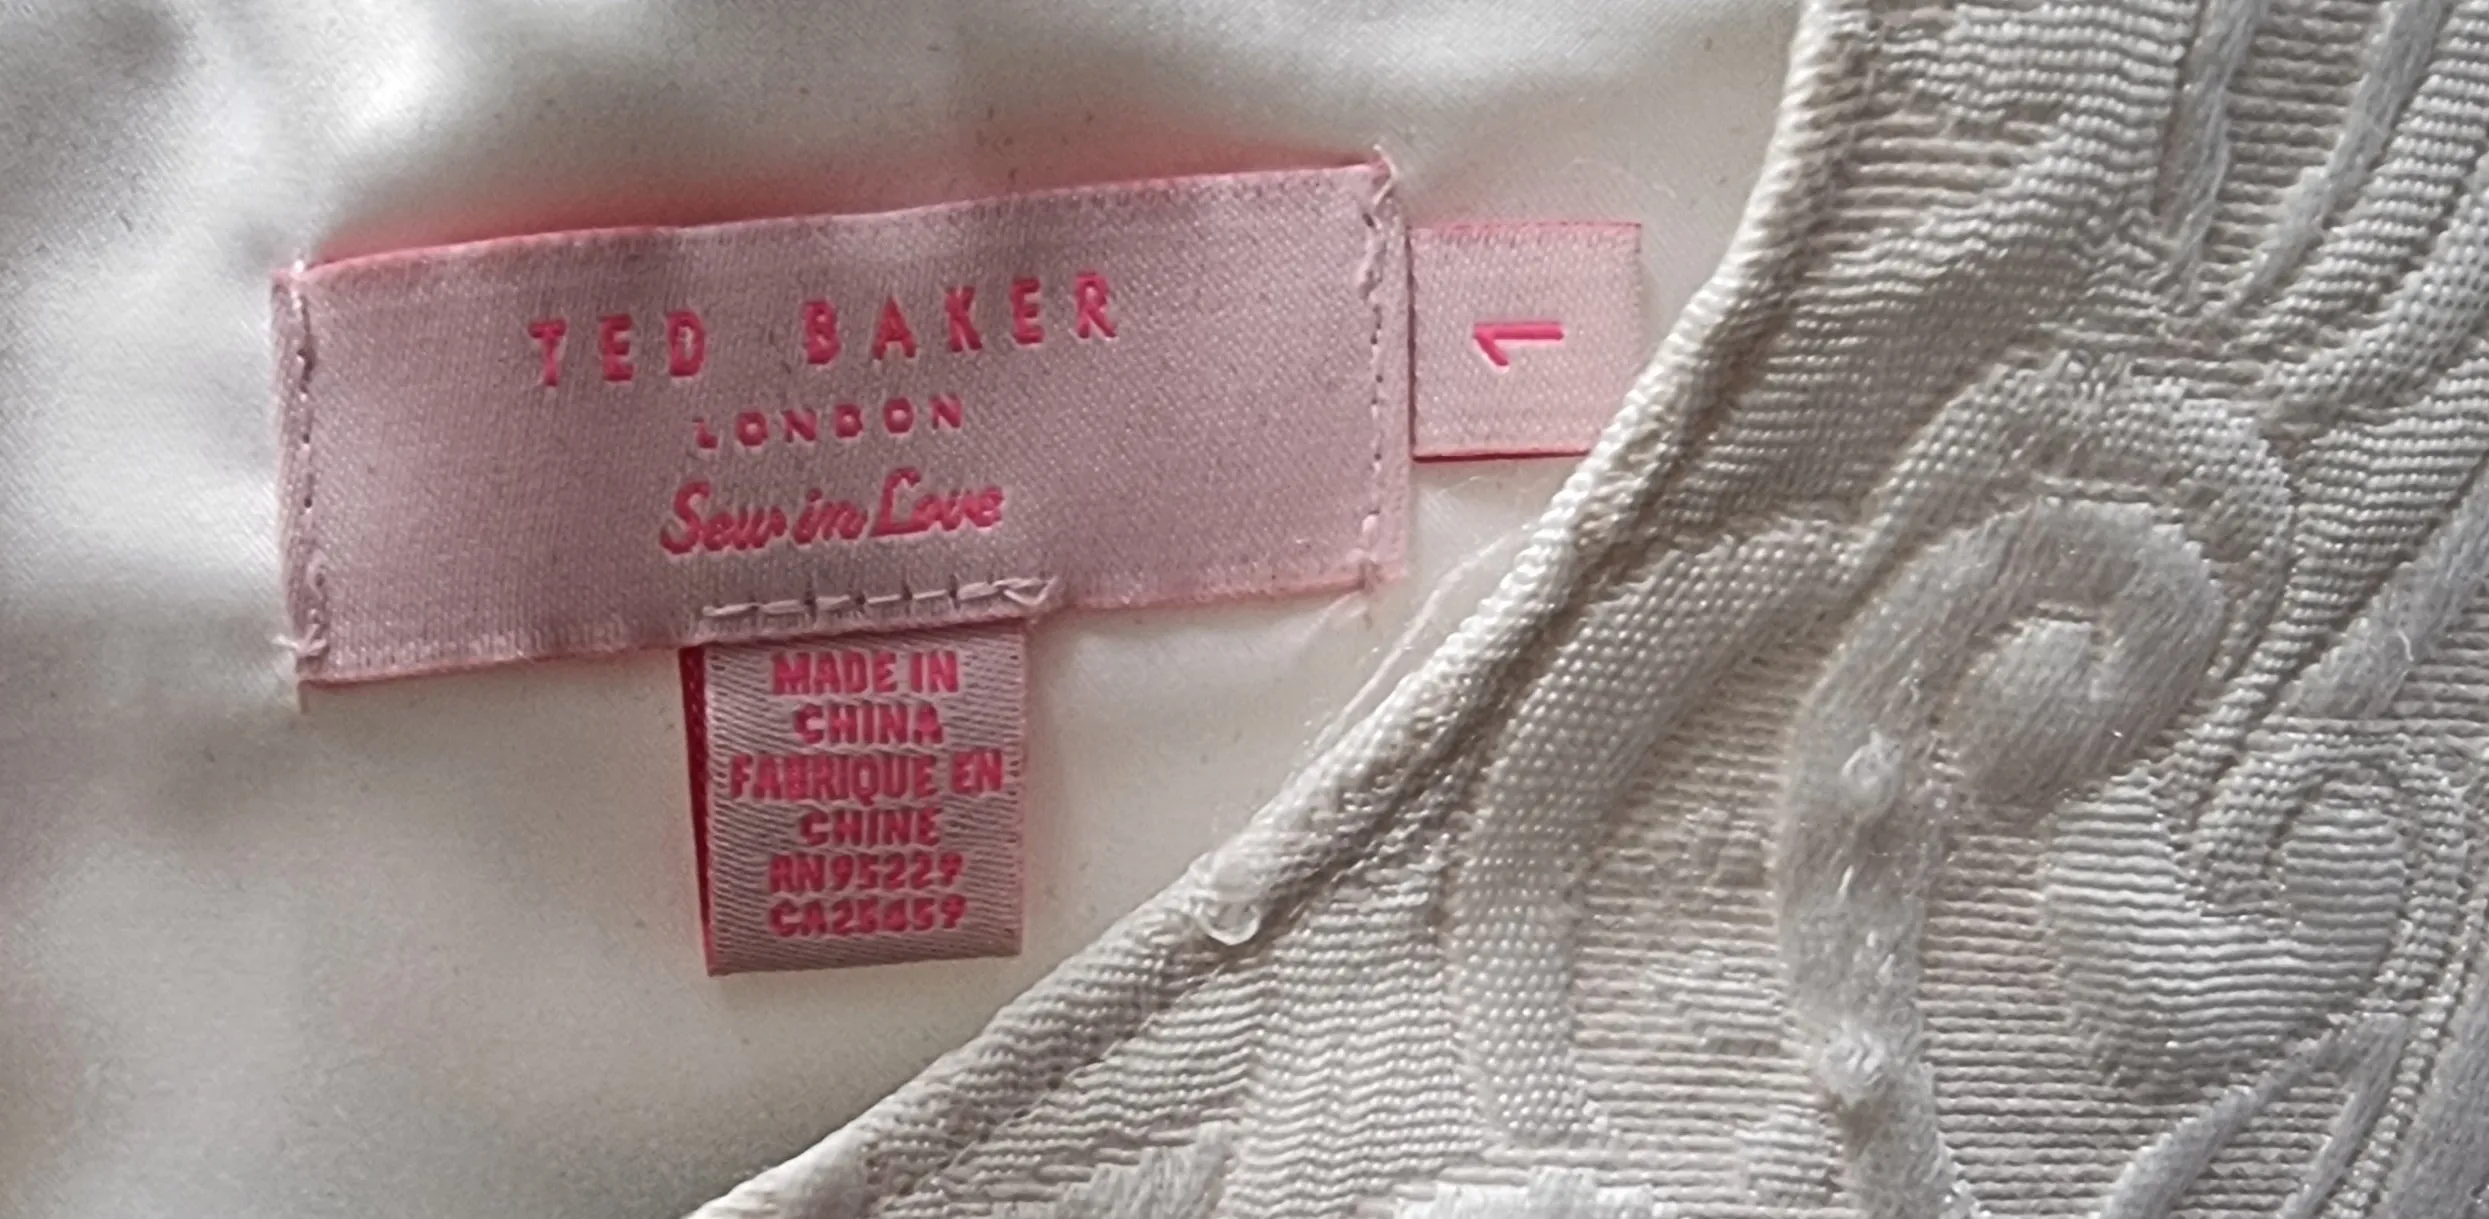 TED BAKER
LONDON
Sew in Love
1
MADE IN
CHINA
FABRIQUE EN
CHINE
RN95229
CA25459